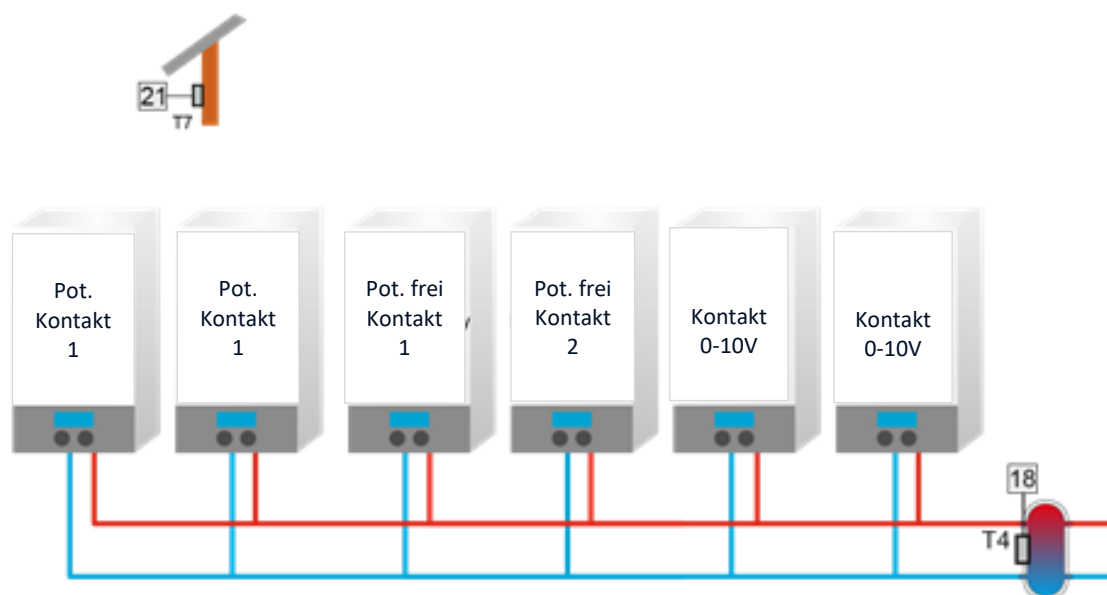 21
T7
Pot.
Kontakt
1
Pot.
Kontakt
1
Pot. frei
Kontakt
1
Pot. frei
Kontakt
2
Kontakt
0-10V
Kontakt
0-10V
18
T4